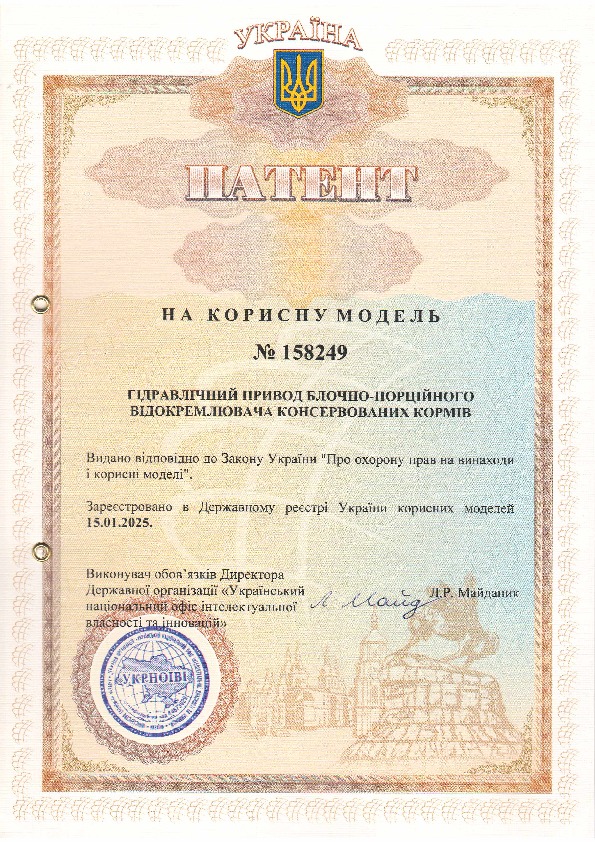 УКРАЇНА
ПАТЕНТ
НА КОРИСНУ МОДЕЛЬ
№ 158249
ГІДРАВЛІЧНИЙ ПРИВОД БЛОЧНО-ПОРЦІЙНОГО
ВІДОКРЕМЛЮВАЧА КОНСЕРВОВАНИХ КОРМІВ
Видано відповідно до Закону України "Про охорону прав на винаходи
і корисні моделі".
Зареєстровано в Державному реєстрі України корисних моделей
15.01.2025.
Виконувач обов’язків Директора
Державної організації «Український
національний офіс інтелектуальної
власності та інновацій»
Л. Майд
Л.Р. Майданик
УКРНОІВІ